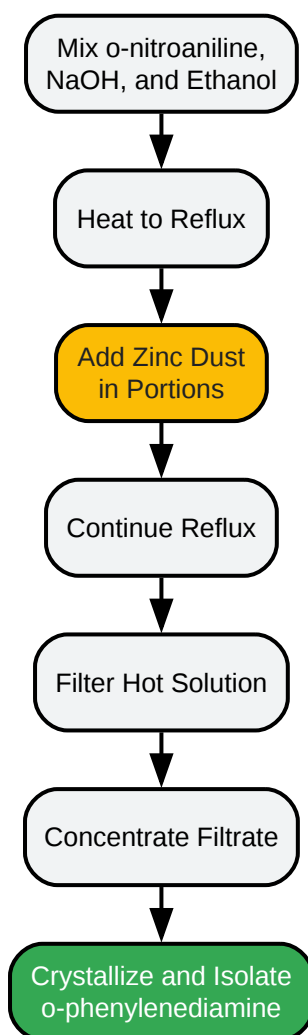 Mix o-nitroaniline,
NaOH, and Ethanol
Heat to Reflux
Add Zinc Dust
in Portions
Continue Reflux
Filter Hot Solution
Concentrate Filtrate
Crystallize and Isolate
o-phenylenediamine